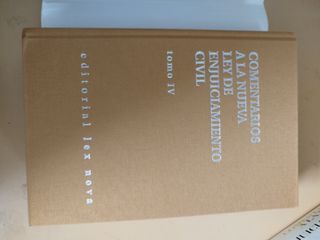 COMENTARIOS
A LA NUEVA
LEY DE
ENJUICIAMIENTO
CIVIL
tomo IV
editorial lex nova